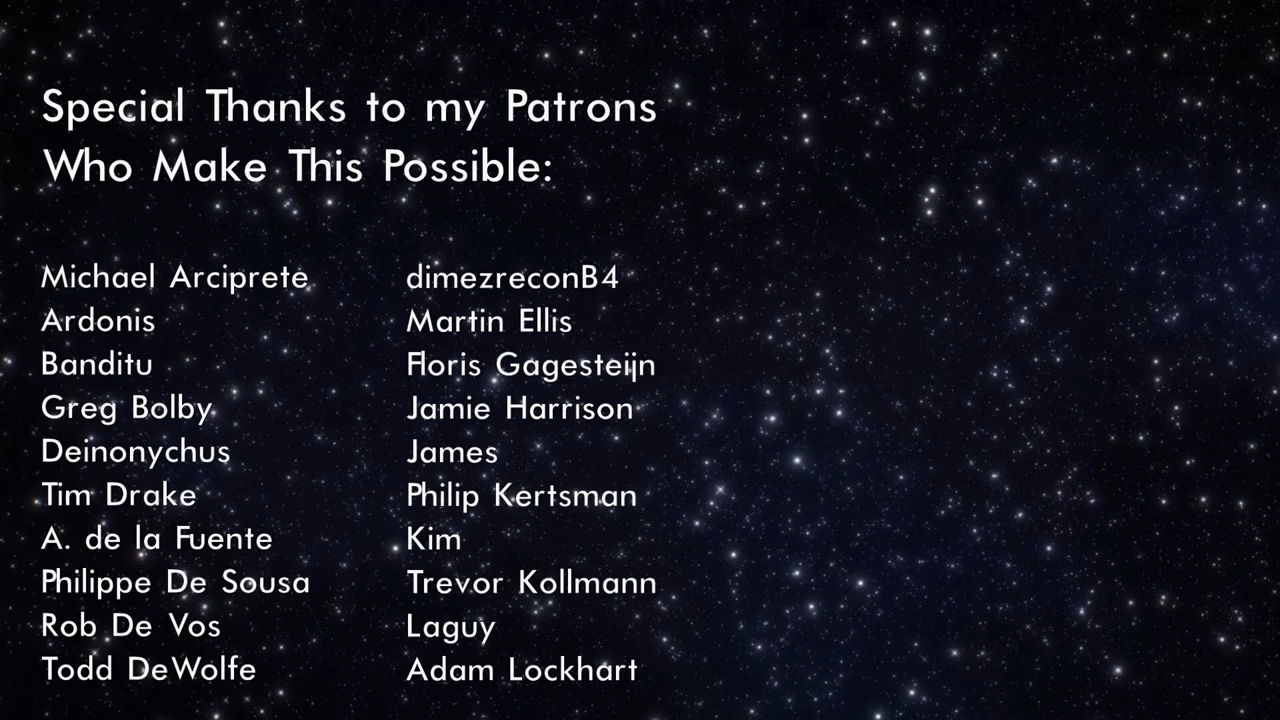 Special Thanks to my Patrons
Who Make This Possible:
Michael Arciprete
Ardonis
Banditu
Greg Bolby
Deinonychus
Tim Drake
A. de la Fuente
Philippe De Sousa
Rob De Vos
Todd DeWolfe
dimezreconB4
Martin Ellis
Floris Gagesteijn
Jamie Harrison
James
Philip Kertsman
Kim
Trevor Kollmann
Laguy
Adam Lockhart